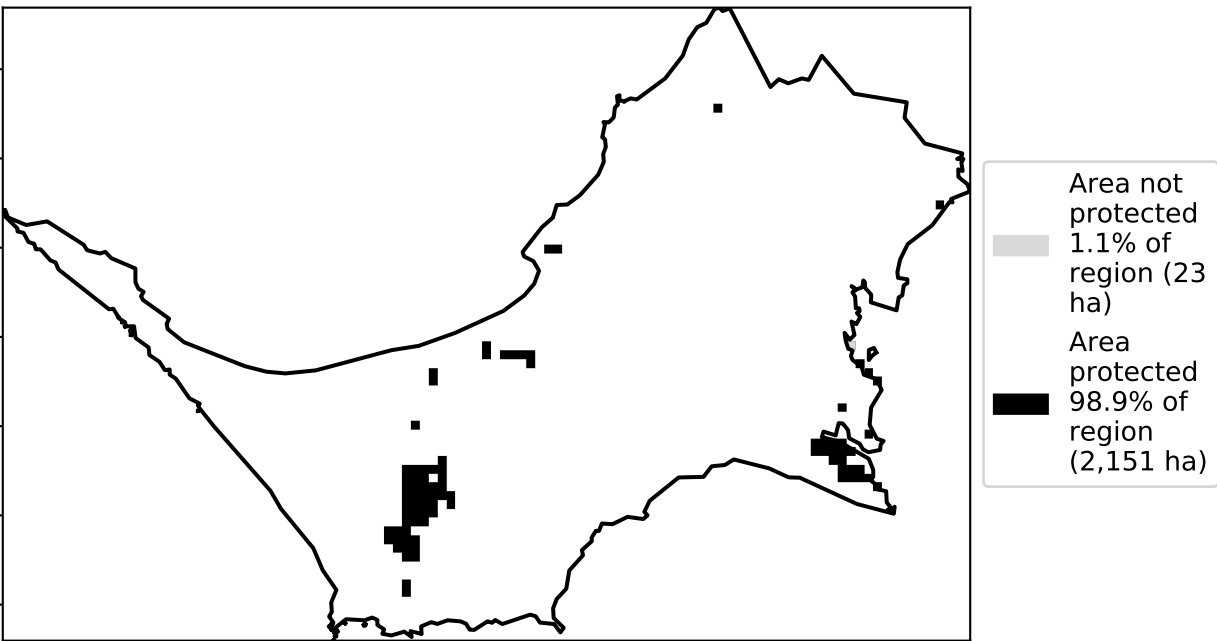 Area not
protected
1.1% of
region (23
ha)
Area
protected
98.9% of
region
(2,151 ha)